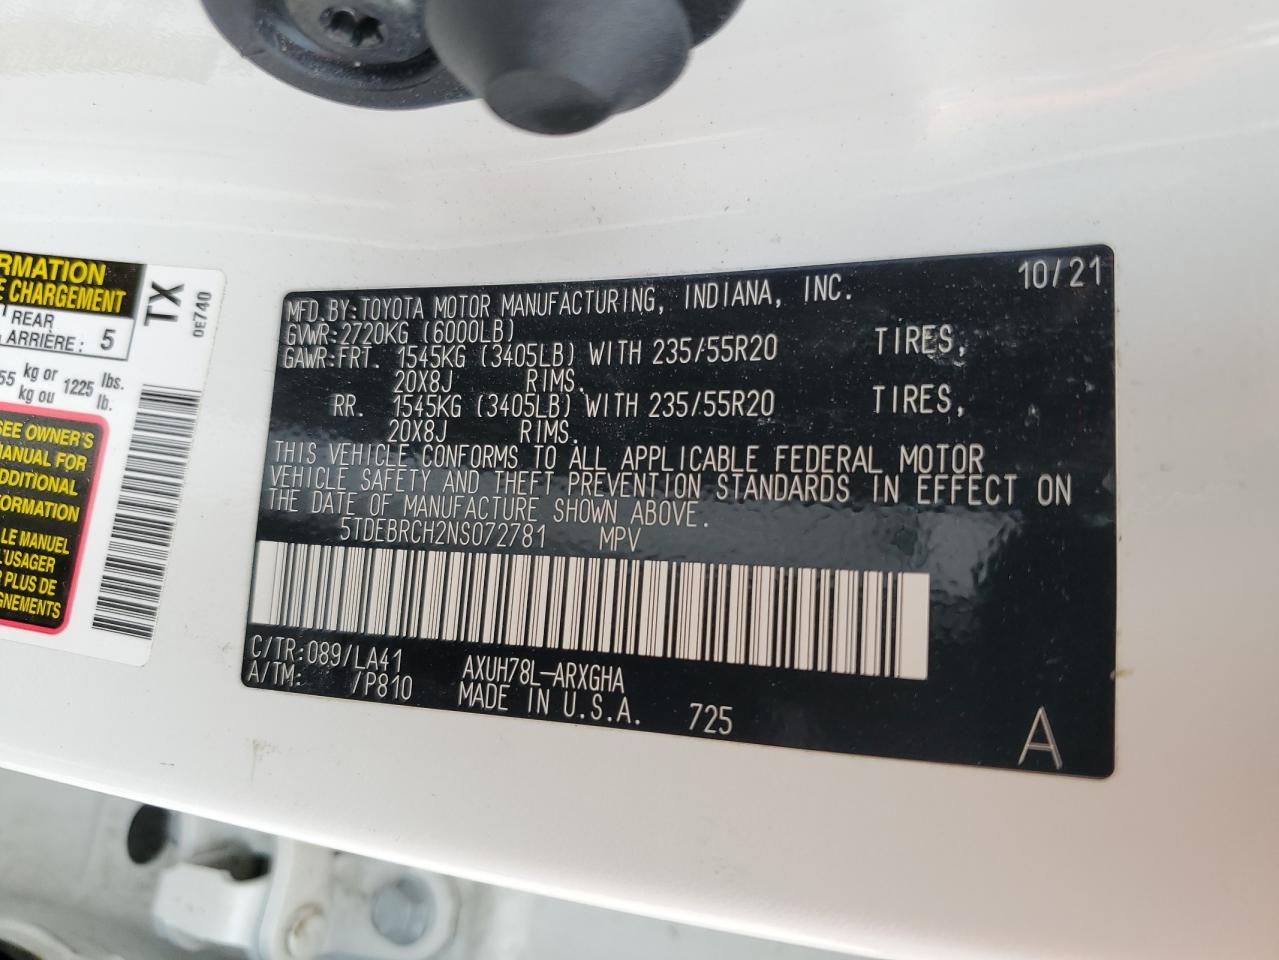 RMATION
E CHARGEMENT
REAR
ARRIÈRE : 5
TX
0E740
55 kg or
kg ou 1225 lbs.
lb.
SEE OWNER'S
MANUAL FOR
ADDITIONAL
FORMATION
LE MANUEL
L'USAGER
PLUS DE
GNEMENTS
10/21
MFD.BY:TOYOTA MOTOR MANUFACTURING, INDIANA, INC.
GVWR:2720KG (6000LB)
GAWR:FRT. 1545KG (3405LB) WITH 235/55R20 TIRES,
20X8J RIMS.
RR. 1545KG (3405LB) WITH 235/55R20 TIRES,
20X8J RIMS.
THIS VEHICLE CONFORMS TO ALL APPLICABLE FEDERAL MOTOR
VEHICLE SAFETY AND THEFT PREVENTION STANDARDS IN EFFECT ON
THE DATE OF MANUFACTURE SHOWN ABOVE.
5TDEBRCH2NS072781 MPV
C/TR:089/LA41 AXUH78L-ARXGHA
A/TM: /P810 MADE IN U.S.A. 725
A